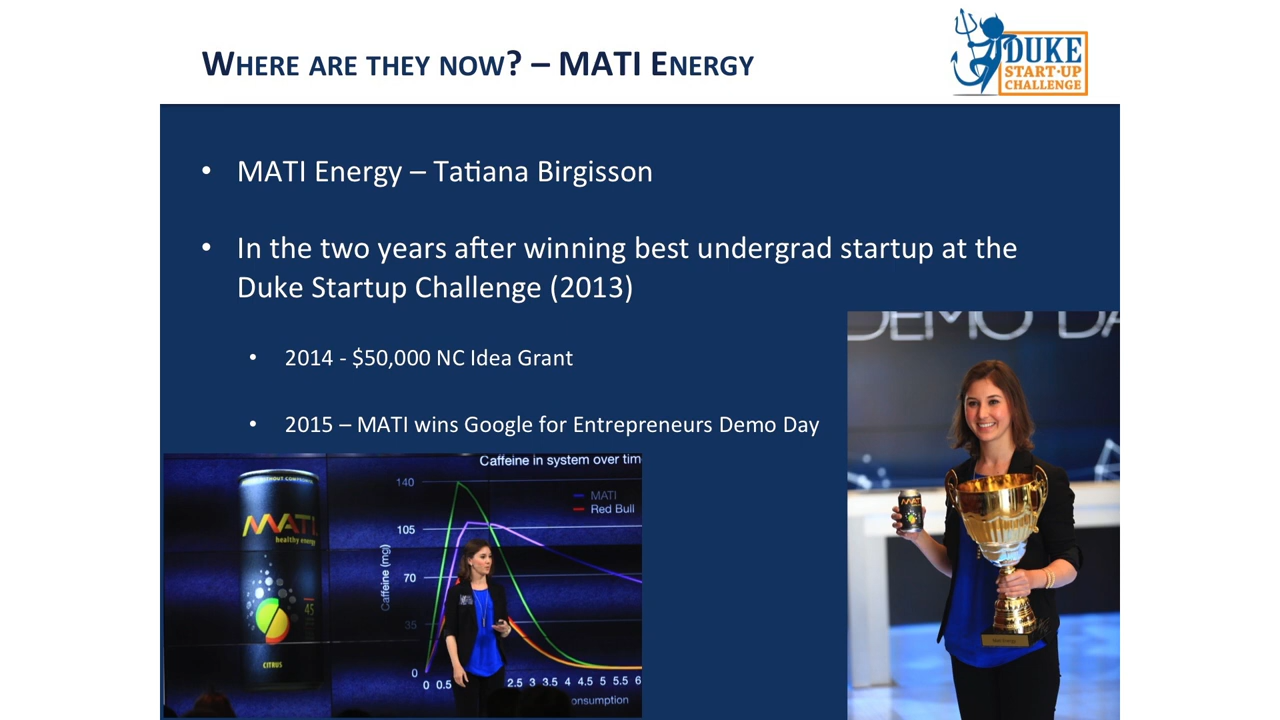 WHERE ARE THEY NOW? – MATI ENERGY
DUKE
START·UP
CHALLENGE
• MATI Energy – Tatiana Birgisson
• In the two years after winning best undergrad startup at the
Duke Startup Challenge (2013)
• 2014 - $50,000 NC Idea Grant
• 2015 – MATI wins Google for Entrepreneurs Demo Day
DEMO DA
Caffeine in system over tim
140
MATI
Red Bull
105
Caffeine (mg)
70
35
0
0 0.5 2.5 3 3.5 4 4.5 5 5.5 6
onsumption
MATI
healthy energy
45
CITRUS
MATI